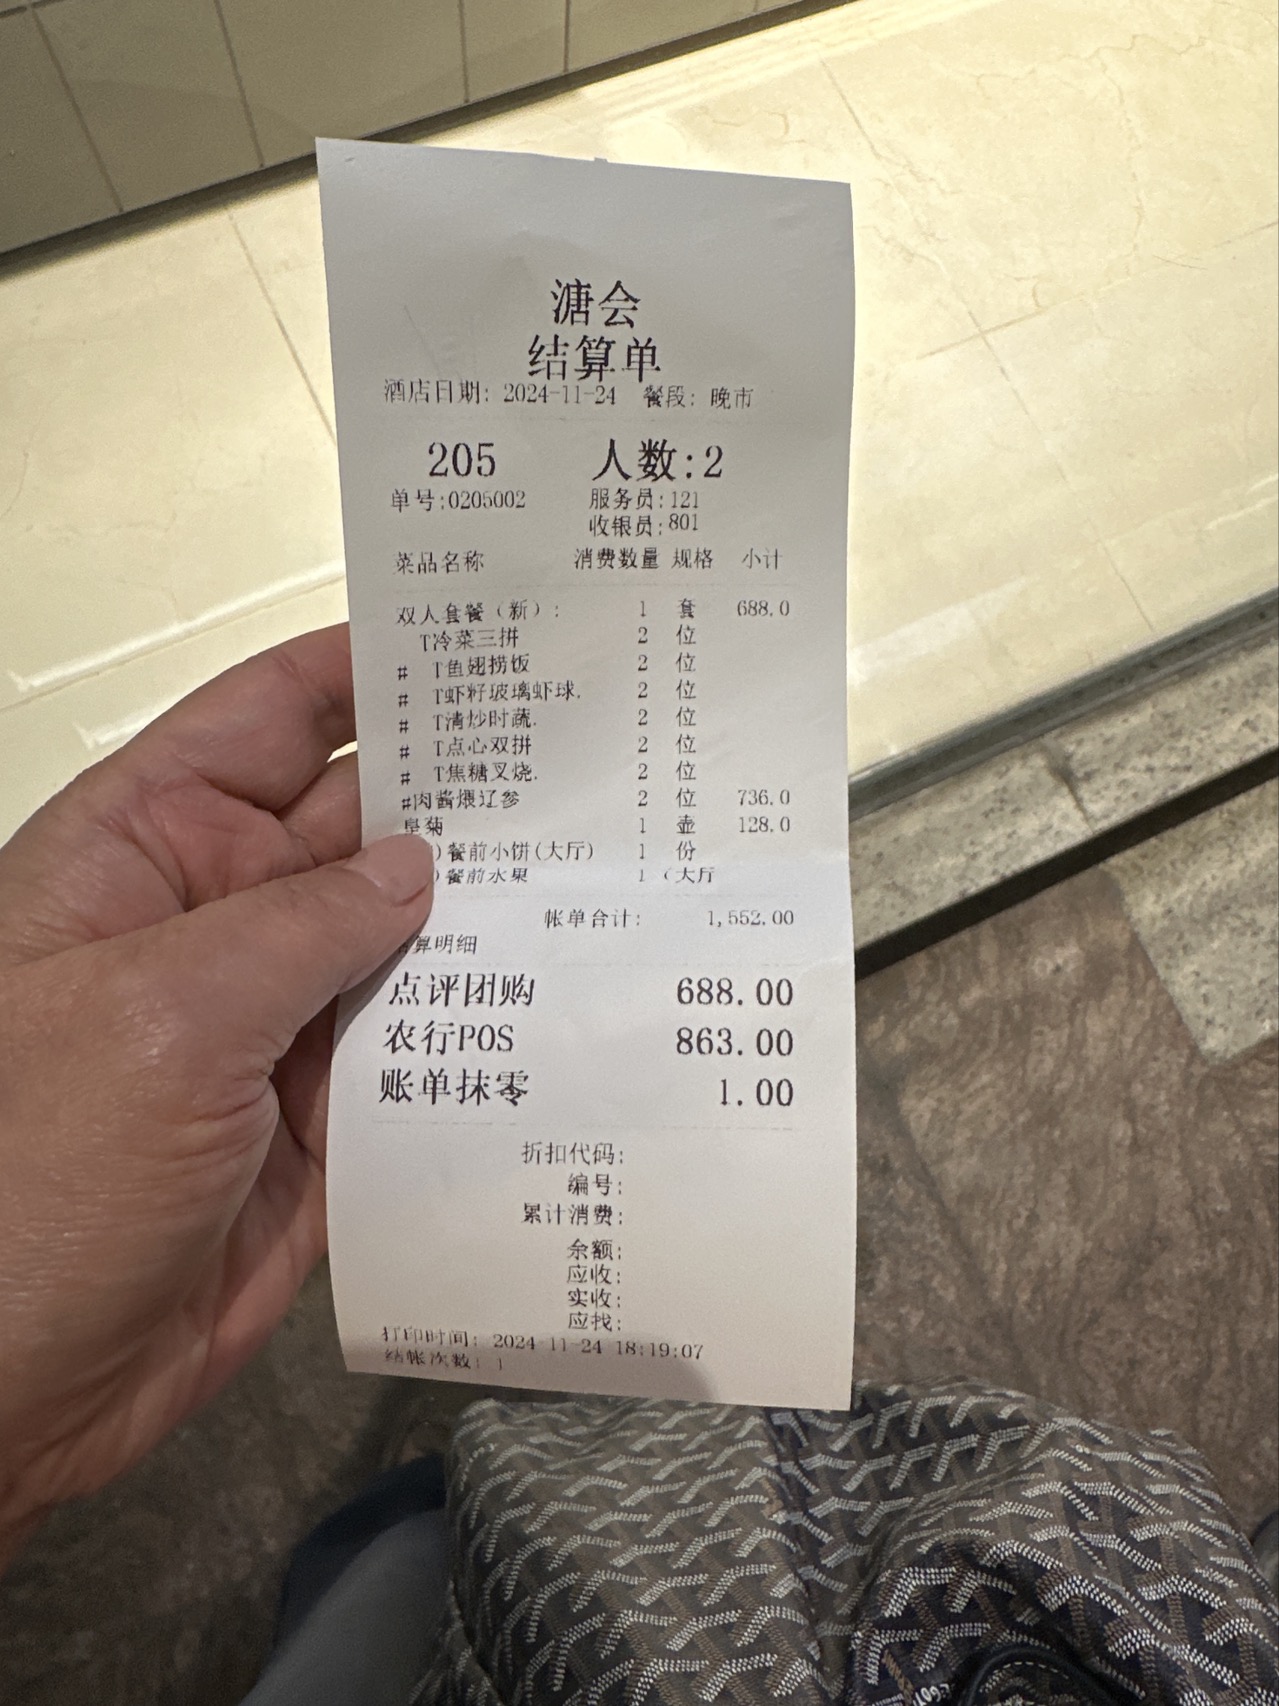 溏会
结算单
酒店日期: 2024-11-24 餐段: 晚市
205 人数:2
单号:0205002 服务员:121
收银员:801
菜品名称 消费数量 规格 小计
双人套餐（新）: 1 套 688.0
T冷菜三拼 2 位
# T鱼翅捞饭 2 位
# T虾籽玻璃虾球. 2 位
# T清炒时蔬. 2 位
# T点心双拼 2 位
# T焦糖叉烧. 2 位
#肉酱煨辽参 2 位 736.0
皇菊 1 壶 128.0
)餐前小饼(大厅) 1 份
)餐前水果 1 (大厅
帐单合计: 1,552.00
算明细
点评团购 688.00
农行POS 863.00
账单抹零 1.00
折扣代码:
编号:
累计消费:
余额:
应收:
实收:
应找:
打印时间: 2024-11-24 18:19:07
结帐次数: 1